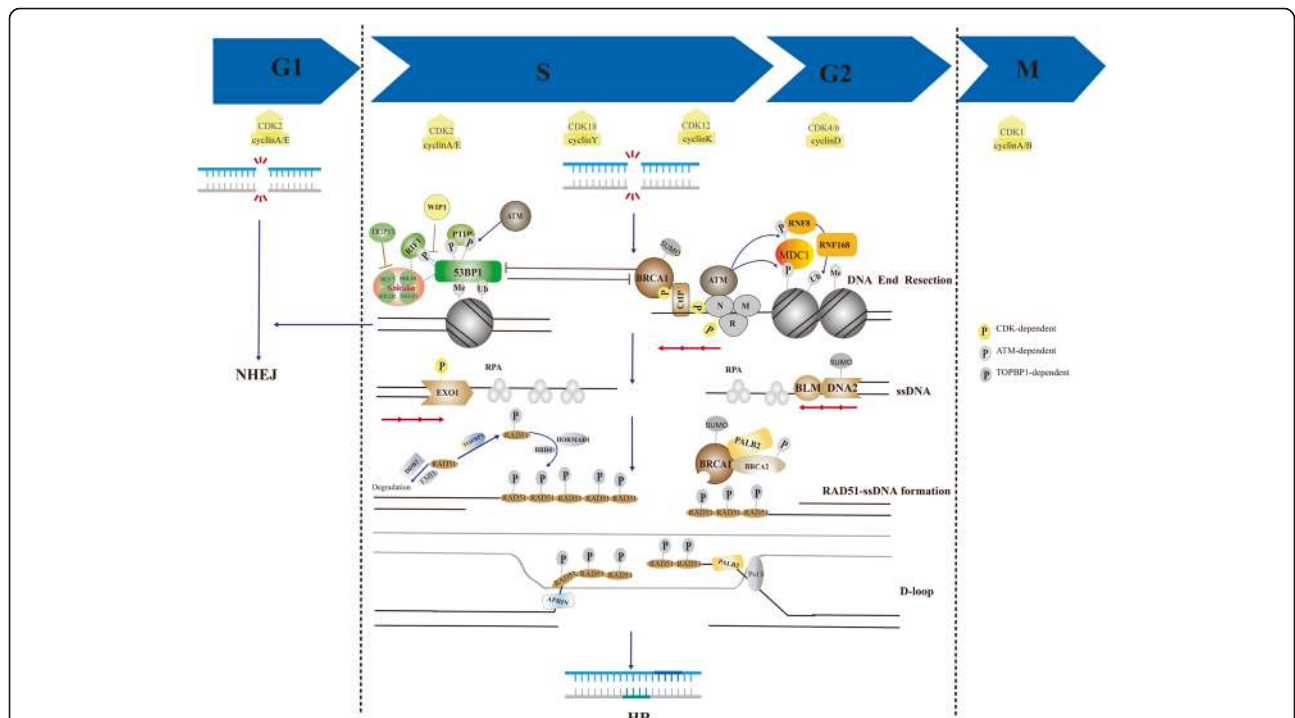 G1
S
G2
M
CDK2
cyclinA/E
CDK2
cyclinA/E
CDK18
cyclinY
CDK12
cyclinK
CDK4/6
cyclinD
CDK1
cyclinA/B
WIP1
ATM
RIF1
P
P
P
53BP1
Me
Ub
SUMO
BRCA1
P
CtIP
ATM
P
P
N
M
R
P
RNF8
RNF168
MDC1
P
Ub
Me
DNA End Resection
P
CDK-dependent
P
ATM-dependent
P
TOPBP1-dependent
NHEJ
P
EXO1
RPA
RPA
SUMO
BLM
DNA2
ssDNA
P
RAD51
HORMAD1
RAD51
Degradation
P
P
P
P
P
RAD51
RAD51
RAD51
RAD51
RAD51
SUMO
PALB2
P
BRCA1
BRCA2
RAD51-ssDNA formation
P
P
P
RAD51
RAD51
RAD51
P
P
P
RAD51
RAD51
RAD51
P
P
RAD51
RAD51
PALB2
APRIN
D-loop
HR